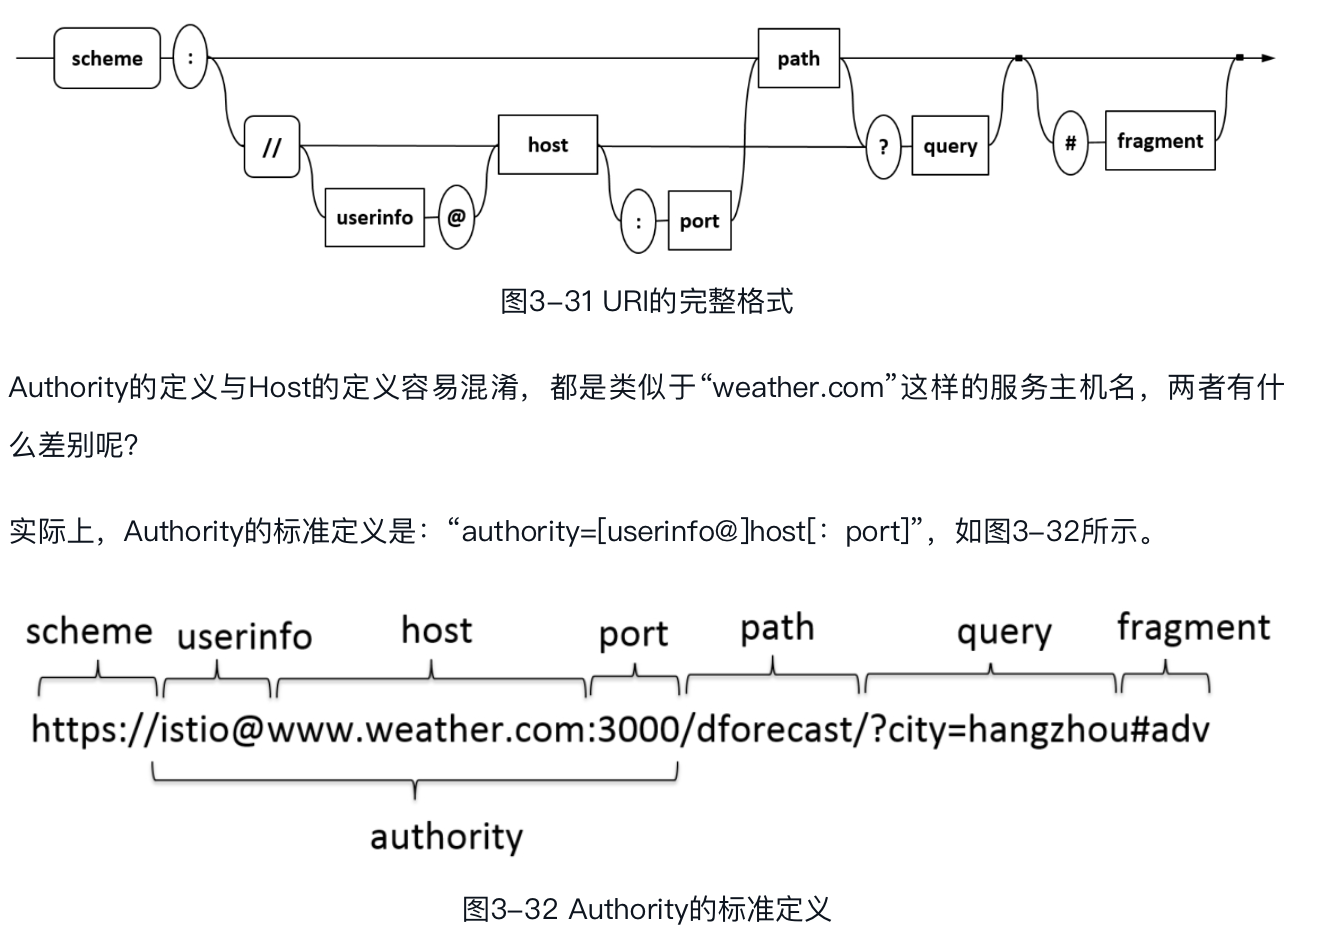 scheme : path
// host ? query # fragment
userinfo @ : port
图3-31 URI的完整格式
Authority的定义与Host的定义容易混淆，都是类似于“weather.com”这样的服务主机名，两者有什
么差别呢？
实际上，Authority的标准定义是：“authority=[userinfo@]host[：port]”，如图3-32所示。
scheme userinfo host port path query fragment
https://istio@www.weather.com:3000/dforecast/?city=hangzhou#adv
authority
图3-32 Authority的标准定义